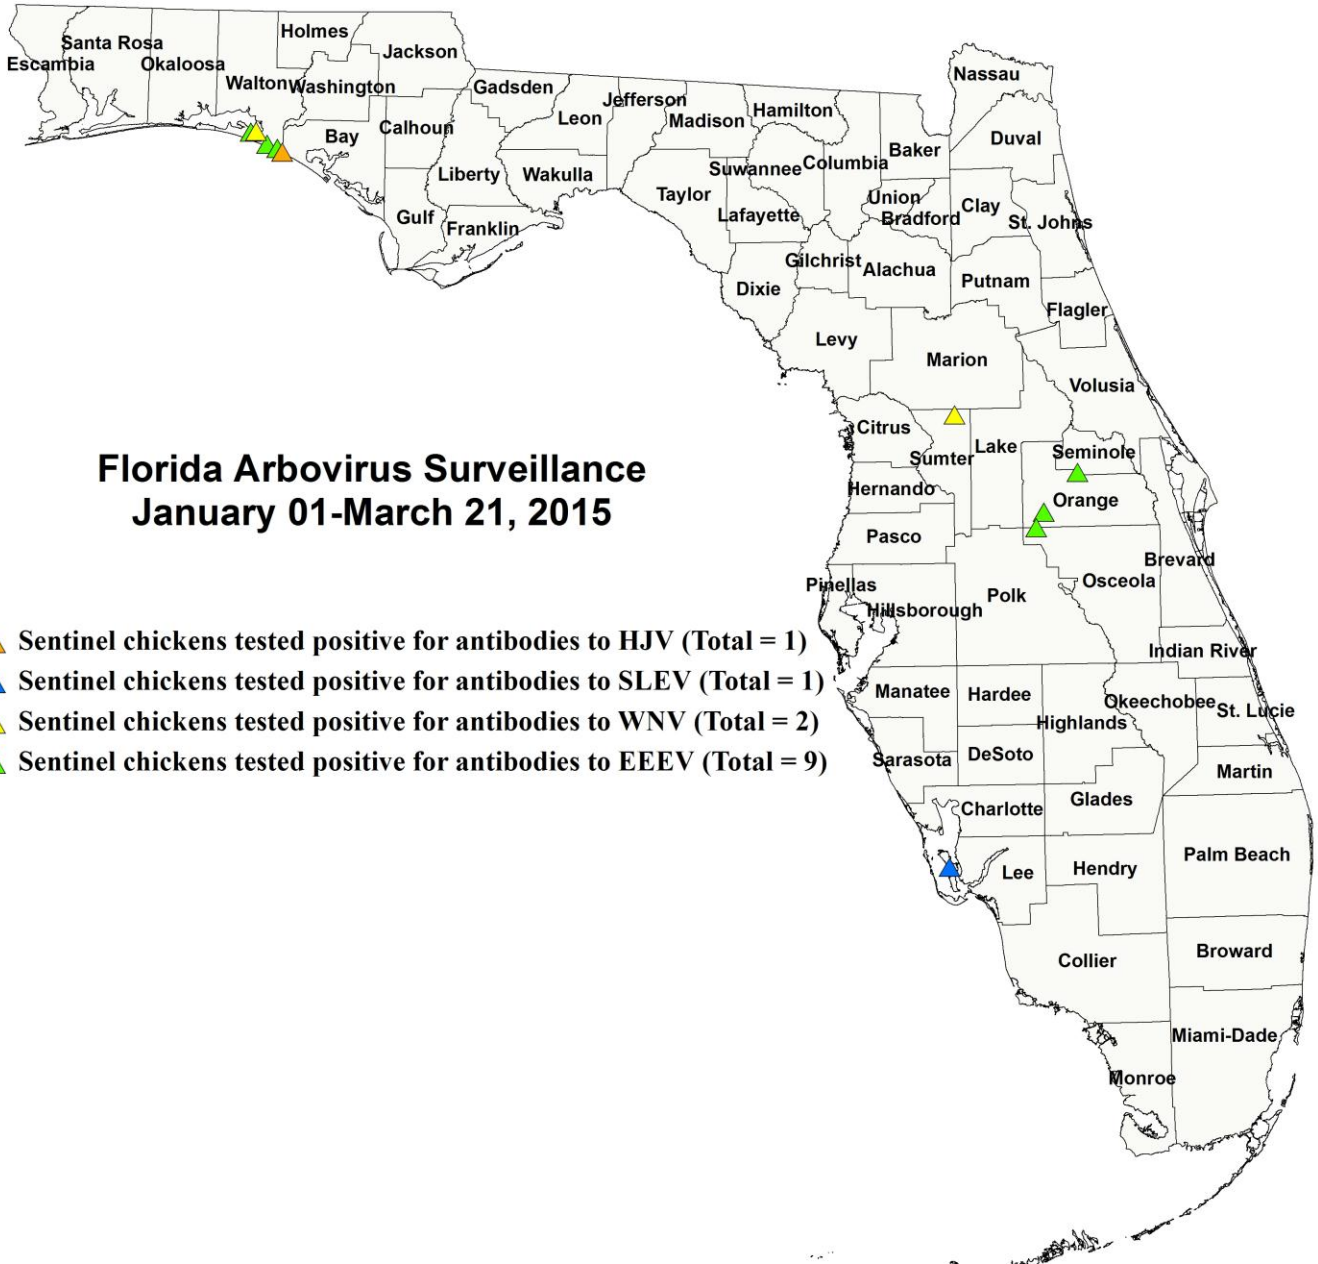 Holmes
Jackson
Santa Rosa
Escambia
Okaloosa
Walton
Washington
Gadsden
Nassau
Jefferson
Hamilton
Leon
Madison
Calhoun
Bay
Duval
Baker
Columbia
Suwannee
Liberty
Wakulla
Taylor
Union
Clay
Bradford
Lafayette
Gulf
Franklin
St. Johns
Gilchrist
Alachua
Putnam
Dixie
Flagler
Levy
Marion
Volusia
Citrus
Lake
Seminole
Sumter
Florida Arbovirus Surveillance
January 01-March 21, 2015
Hernando
Orange
Pasco
Brevard
Osceola
Pinellas
Polk
Hillsborough
Sentinel chickens tested positive for antibodies to HJV (Total = 1)
Sentinel chickens tested positive for antibodies to SLEV (Total = 1)
Sentinel chickens tested positive for antibodies to WNV (Total = 2)
Sentinel chickens tested positive for antibodies to EEEV (Total = 9)
Indian River
Manatee
Hardee
Okeechobee
St. Lucie
Highlands
Sarasota
DeSoto
Martin
Glades
Charlotte
Palm Beach
Lee
Hendry
Broward
Collier
Miami-Dade
Monroe